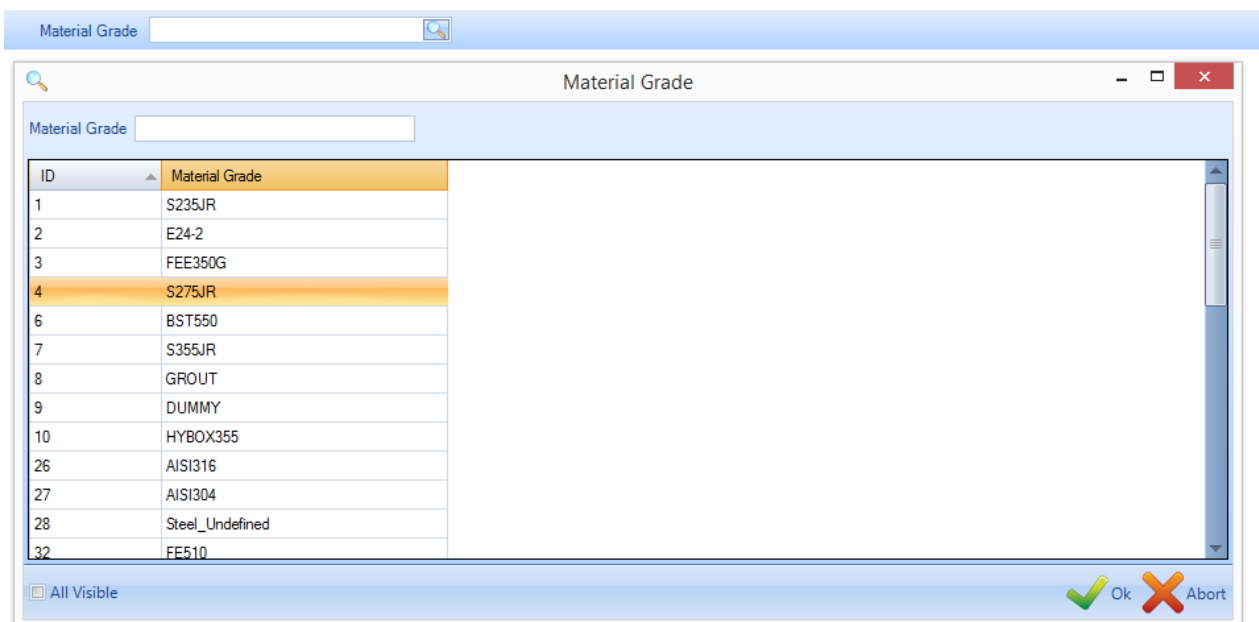 Material Grade
Material Grade
Material Grade
ID Material Grade
1 S235JR
2 E24-2
3 FEE350G
4 S275JR
6 BST550
7 S355JR
8 GROUT
9 DUMMY
10 HYBOX355
26 AISI316
27 AISI304
28 Steel_Undefined
32 FE510
All Visible Ok Abort